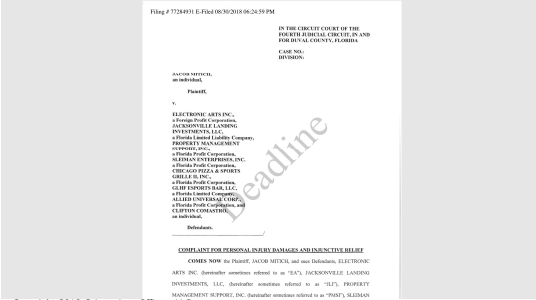 Filing # 77284931 E-Filed 08/30/2018 06:24:59 PM
IN THE CIRCUIT COURT OF THE
FOURTH JUDICIAL CIRCUIT, IN AND
FOR DUVAL COUNTY, FLORIDA
CASE NO.:
DIVISION:
JACOB MITICH,
an individual,
Plaintiff,
v.
ELECTRONIC ARTS INC.,
a Foreign Profit Corporation,
JACKSONVILLE LANDING
INVESTMENTS, LLC,
a Florida Limited Liability Company,
PROPERTY MANAGEMENT
SUPPORT, INC.,
a Florida Profit Corporation,
SLEIMAN ENTERPRISES, INC.
a Florida Profit Corporation,
CHICAGO PIZZA & SPORTS
GRILLE II, INC.,
a Florida Profit Corporation,
GLHF ESPORTS BAR, LLC,
a Florida Limited Company,
ALLIED UNIVERSAL CORP.,
a Florida Profit Corporation, and
CLIFTON COMASTRO,
an individual,
Defendants.
/
Deadline
COMPLAINT FOR PERSONAL INJURY DAMAGES AND INJUNCTIVE RELIEF
COMES NOW the Plaintiff, JACOB MITICH, and sues Defendants, ELECTRONIC
ARTS INC. (hereinafter sometimes referred to as "EA"), JACKSONVILLE LANDING
INVESTMENTS, LLC, (hereinafter sometimes referred to as "JLI"), PROPERTY
MANAGEMENT SUPPORT, INC. (hereinafter sometimes referred to as "PMSI"), SLEIMAN